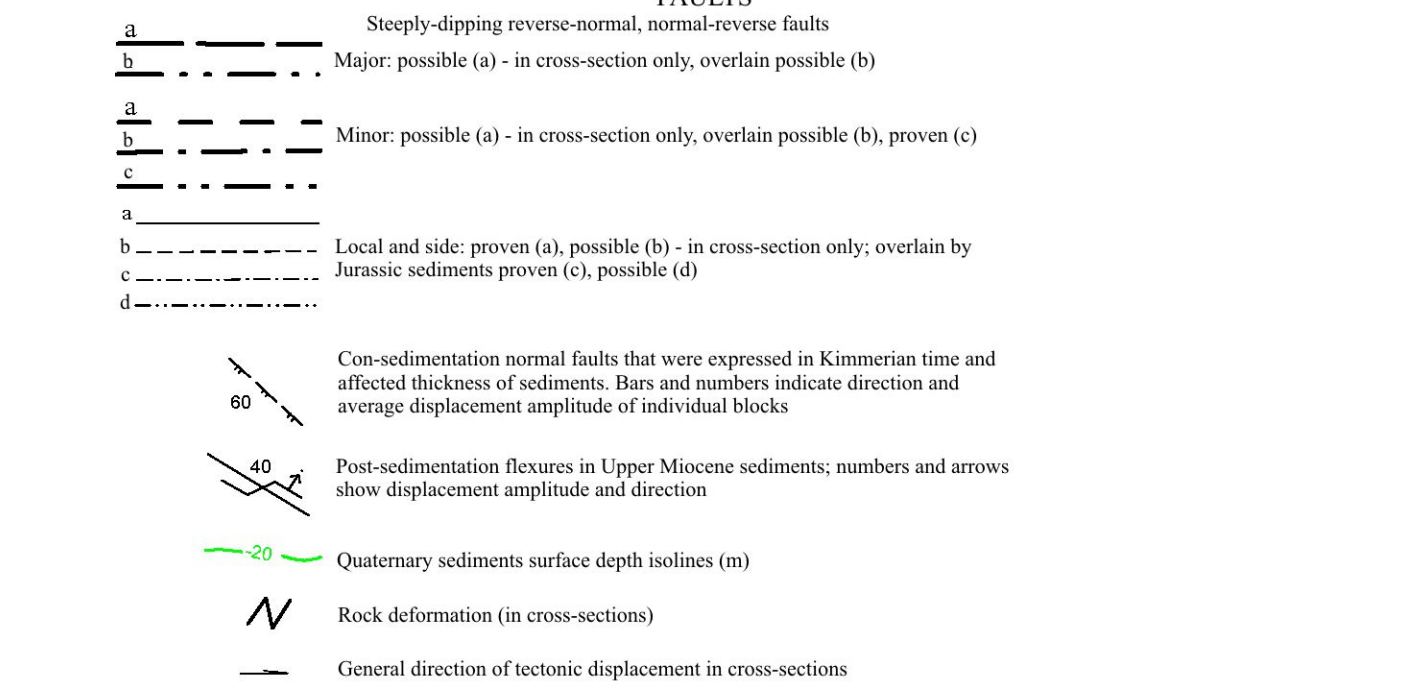 FAULTS
Steeply-dipping reverse-normal, normal-reverse faults
a
b
Major: possible (a) - in cross-section only, overlain possible (b)
a
b
c
Minor: possible (a) - in cross-section only, overlain possible (b), proven (c)
a
b
c
d
Local and side: proven (a), possible (b) - in cross-section only; overlain by
Jurassic sediments proven (c), possible (d)
60
Con-sedimentation normal faults that were expressed in Kimmerian time and
affected thickness of sediments. Bars and numbers indicate direction and
average displacement amplitude of individual blocks
40
Post-sedimentation flexures in Upper Miocene sediments; numbers and arrows
show displacement amplitude and direction
-20
Quaternary sediments surface depth isolines (m)
Rock deformation (in cross-sections)
General direction of tectonic displacement in cross-sections